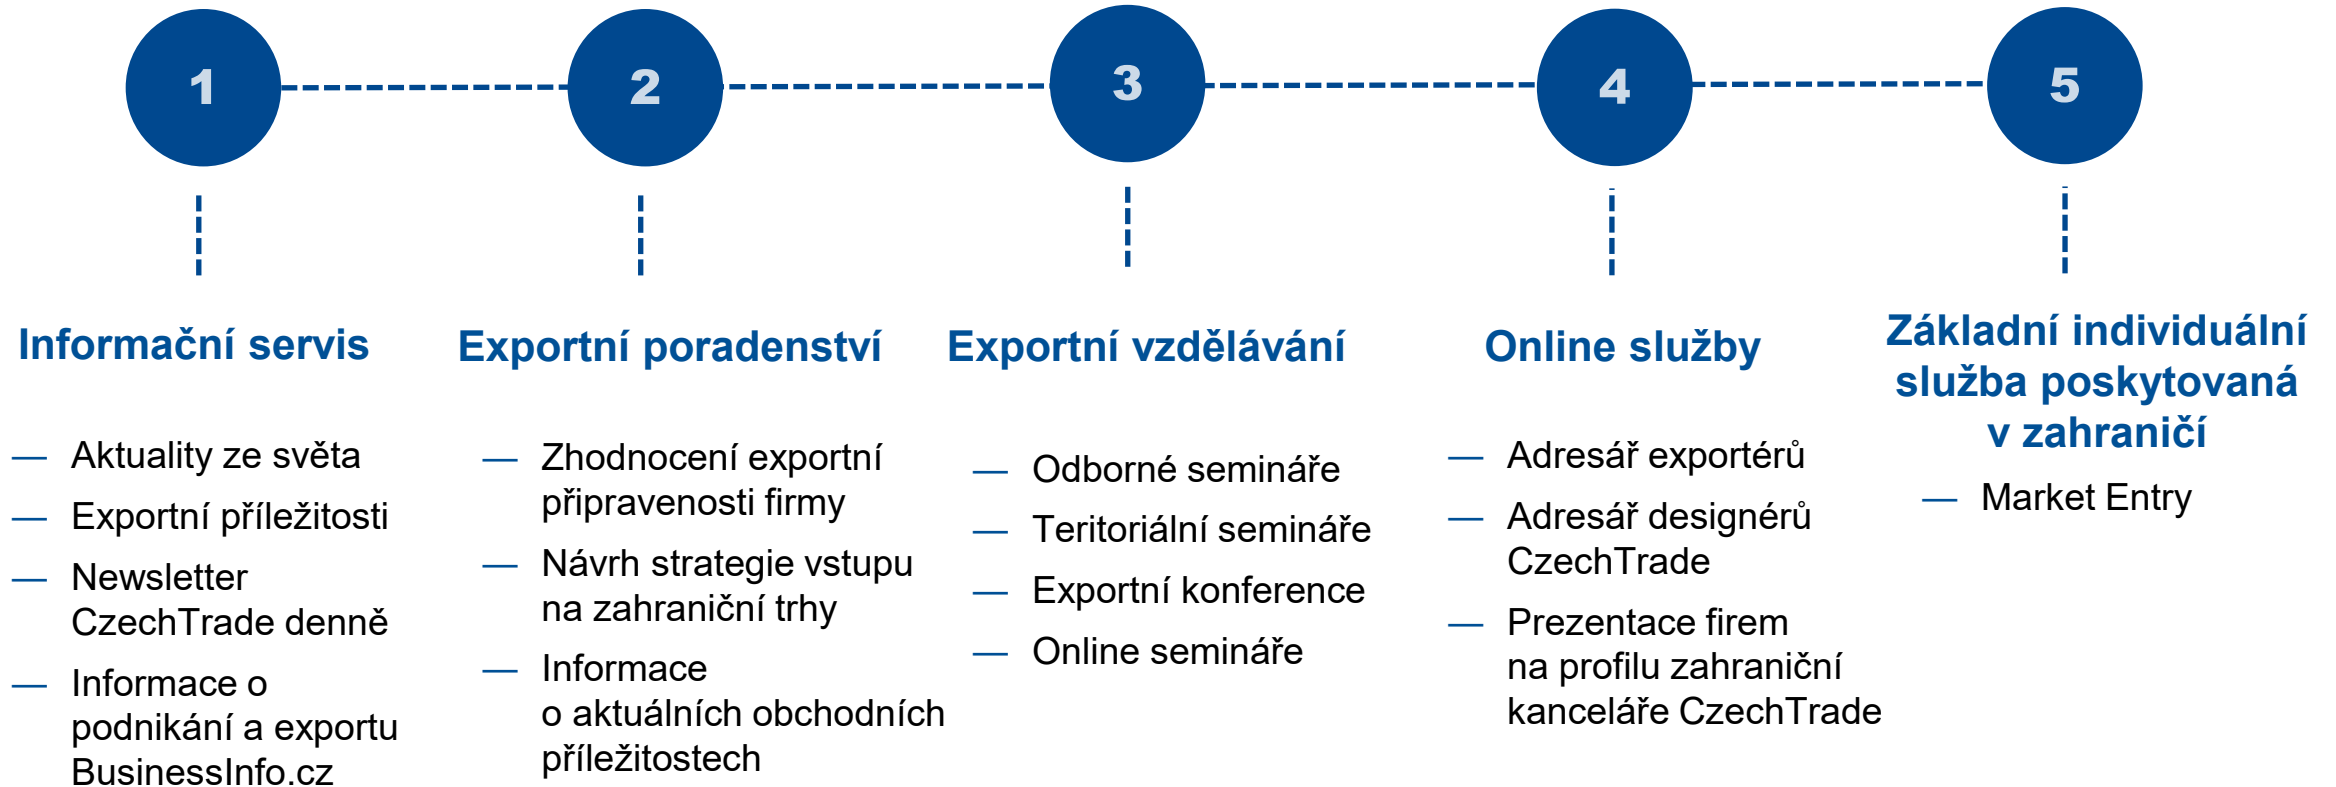 1
2
3
4
5
Informační servis
— Aktuality ze světa
— Exportní příležitosti
— Newsletter
CzechTrade denně
— Informace o
podnikání a exportu
BusinessInfo.cz
Exportní poradenství
— Zhodnocení exportní
připravenosti firmy
— Návrh strategie vstupu
na zahraniční trhy
— Informace
o aktuálních obchodních
příležitostech
Exportní vzdělávání
— Odborné semináře
— Teritoriální semináře
— Exportní konference
— Online semináře
Online služby
— Adresář exportérů
— Adresář designérů
CzechTrade
— Prezentace firem
na profilu zahraniční
kanceláře CzechTrade
Základní individuální
služba poskytovaná
v zahraničí
— Market Entry